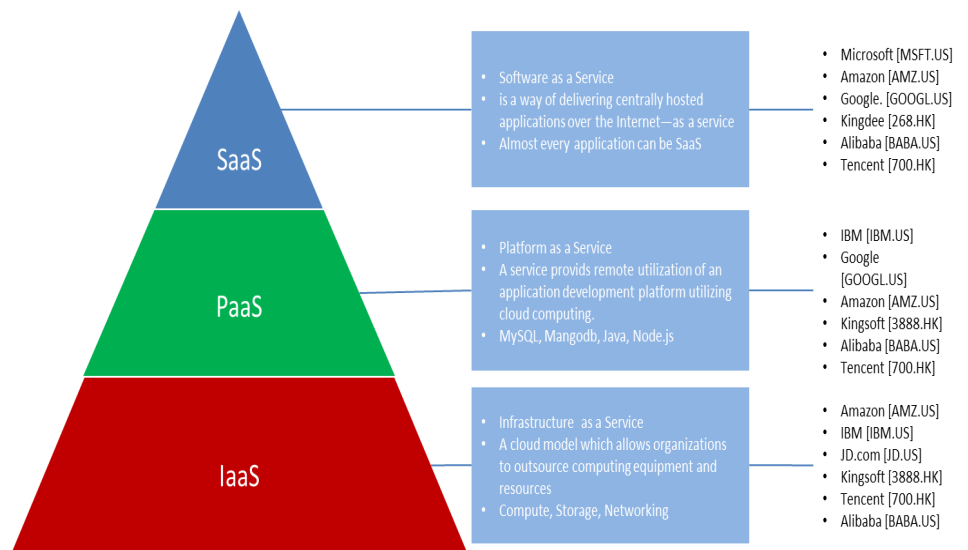 SaaS
• Software as a Service
• is a way of delivering centrally hosted
applications over the Internet—as a service
• Almost every application can be SaaS
• Microsoft [MSFT.US]
• Amazon [AMZ.US]
• Google. [GOOGL.US]
• Kingdee [268.HK]
• Alibaba [BABA.US]
• Tencent [700.HK]
PaaS
• Platform as a Service
• A service provids remote utilization of an
application development platform utilizing
cloud computing.
• MySQL, Mangodb, Java, Node.js
• IBM [IBM.US]
• Google
[GOOGL.US]
• Amazon [AMZ.US]
• Kingsoft [3888.HK]
• Alibaba [BABA.US]
• Tencent [700.HK]
IaaS
• Infrastructure as a Service
• A cloud model which allows organizations
to outsource computing equipment and
resources
• Compute, Storage, Networking
• Amazon [AMZ.US]
• IBM [IBM.US]
• JD.com [JD.US]
• Kingsoft [3888.HK]
• Tencent [700.HK]
• Alibaba [BABA.US]